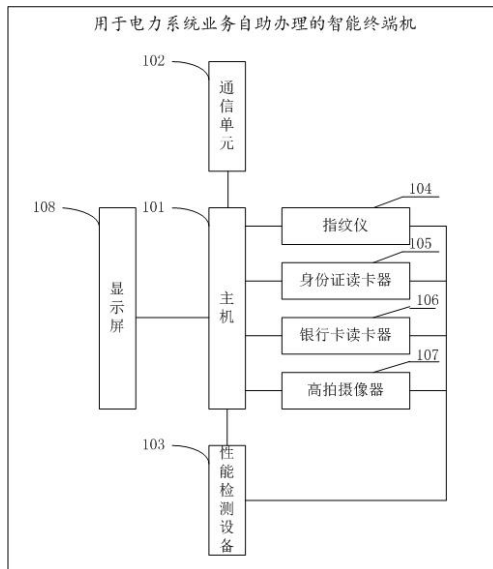 用于电力系统业务自助办理的智能终端机
102
通信单元
108
101
104
显示屏
主机
指纹仪
105
身份证读卡器
106
银行卡读卡器
107
高拍摄像器
103
性能检测设备